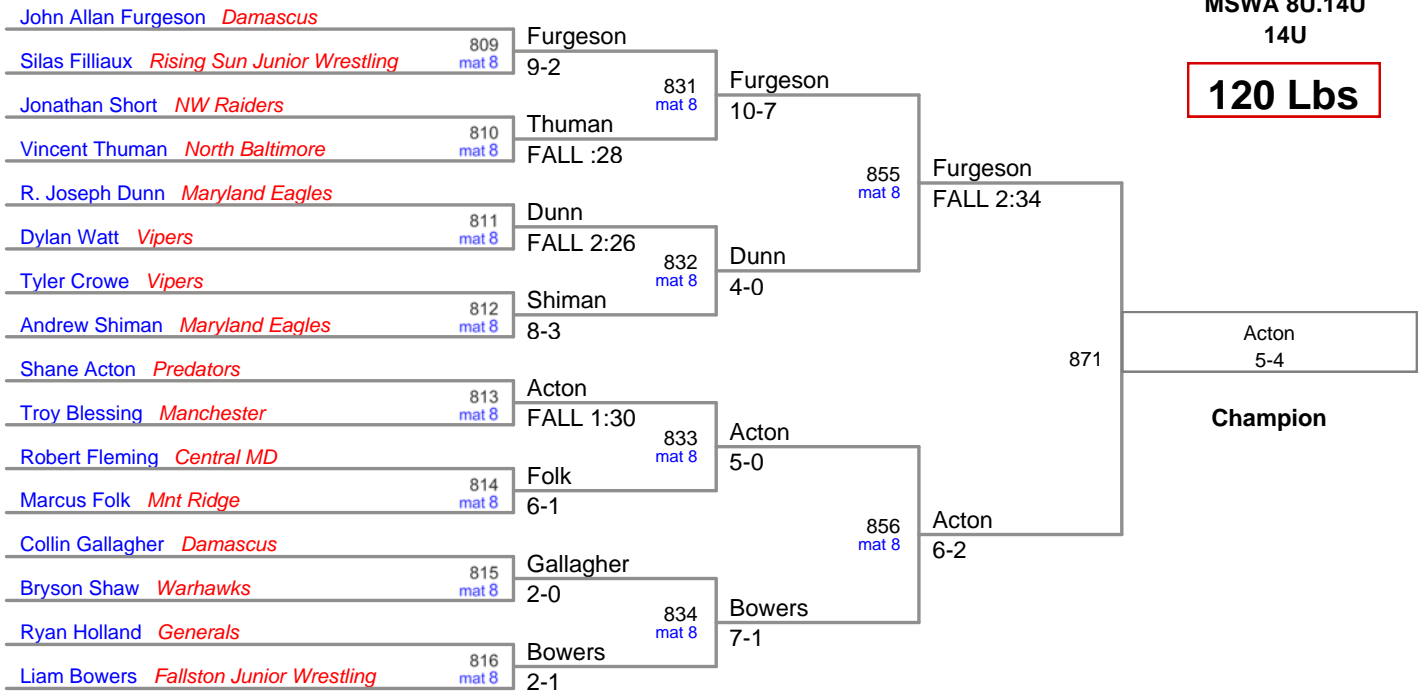 MSWA 8U.14U
14U
120 Lbs
John Allan Furgeson Damascus
809
mat 8
Silas Filliaux Rising Sun Junior Wrestling
Furgeson
9-2
Jonathan Short NW Raiders
810
mat 8
Vincent Thuman North Baltimore
Thuman
FALL :28
831
mat 8
Furgeson
10-7
R. Joseph Dunn Maryland Eagles
811
mat 8
Dylan Watt Vipers
Dunn
FALL 2:26
Tyler Crowe Vipers
812
mat 8
Andrew Shiman Maryland Eagles
Shiman
8-3
832
mat 8
Dunn
4-0
855
mat 8
Furgeson
FALL 2:34
Shane Acton Predators
813
mat 8
Troy Blessing Manchester
Acton
FALL 1:30
Robert Fleming Central MD
814
mat 8
Marcus Folk Mnt Ridge
Folk
6-1
833
mat 8
Acton
5-0
Collin Gallagher Damascus
815
mat 8
Bryson Shaw Warhawks
Gallagher
2-0
Ryan Holland Generals
816
mat 8
Liam Bowers Fallston Junior Wrestling
Bowers
2-1
834
mat 8
Bowers
7-1
856
mat 8
Acton
6-2
871
Acton
5-4
Champion